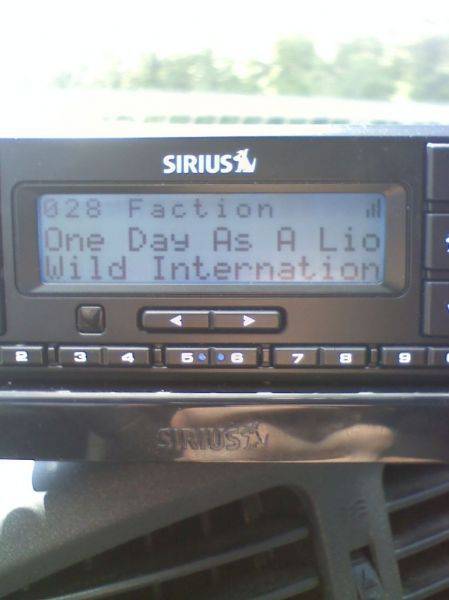 SIRIUS
028 Faction
One Day As A Lio
Wild Internation
2 3 4 5 6 7 8 9
SIRIUS